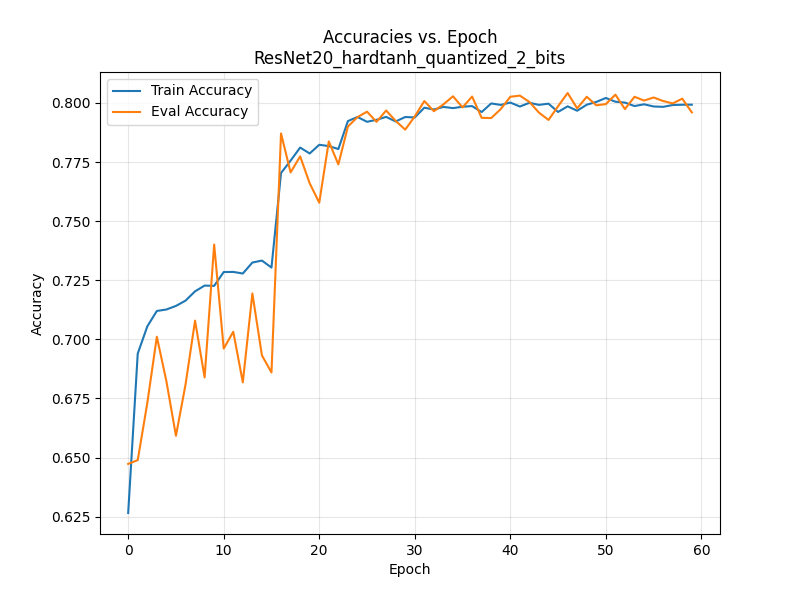 Accuracies vs. Epoch
ResNet20_hardtanh_quantized_2_bits
Train Accuracy
Eval Accuracy
0.800
0.775
0.750
0.725
0.700
0.675
0.650
0.625
Accuracy
0 10 20 30 40 50 60
Epoch